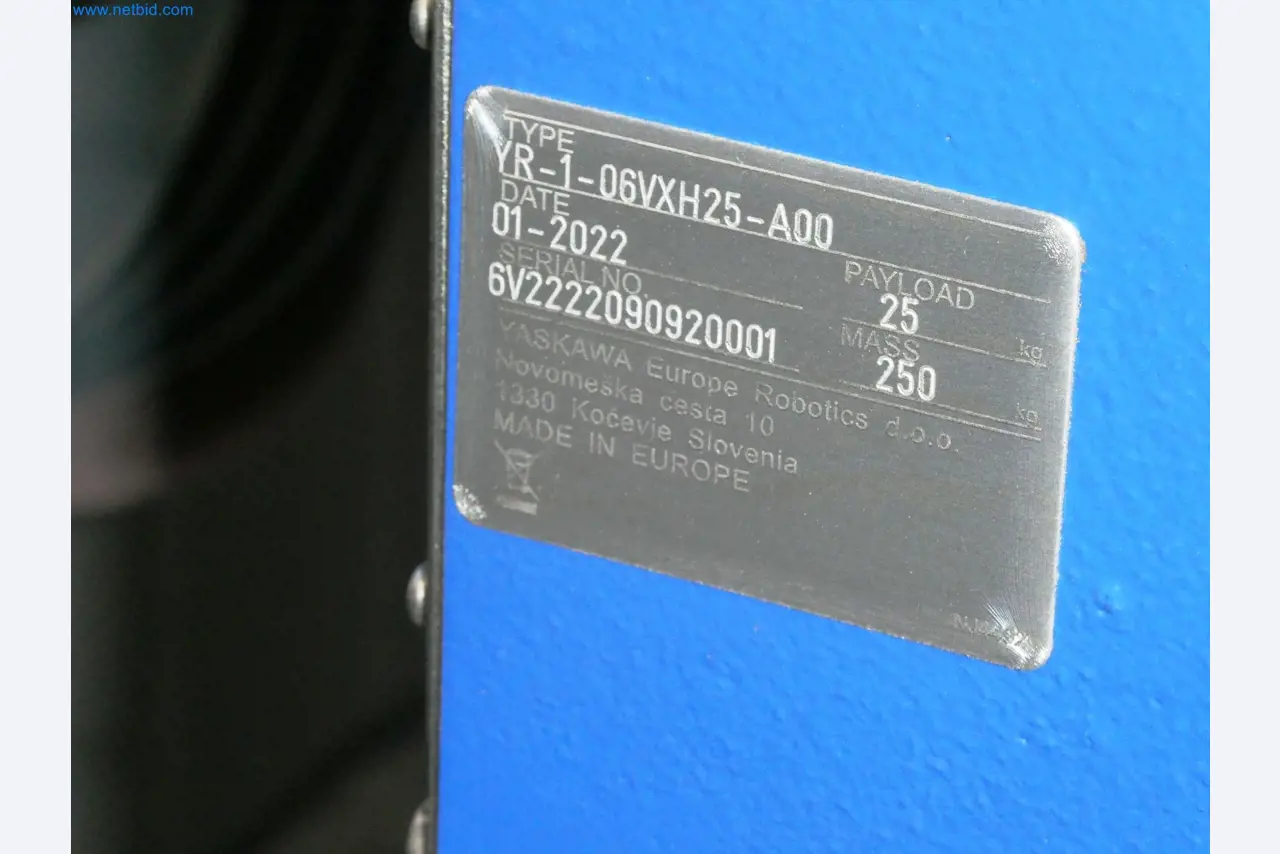 www.netbid.com
TYPE
YR-1-06VXH25-A00
DATE
01-2022
SERIAL NO
6V2222090920001
PAYLOAD
25 kg
MASS
250 kg
YASKAWA Europe Robotics d.o.o.
Novomeška cesta 10
1330 Kočevje Slovenia
MADE IN EUROPE